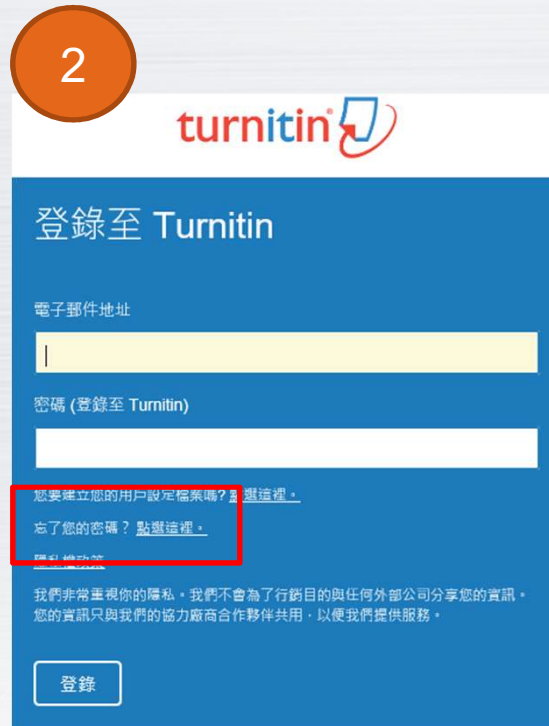 2
turnitin
登錄至 Turnitin
電子郵件地址
密碼 (登錄至 Turnitin)
您要建立您的用戶設定檔案嗎? 點選這裡。
忘了您的密碼？ 點選這裡。
隱私權政策
我們非常重視你的隱私。我們不會為了行銷目的與任何外部公司分享您的資訊。
您的資訊只與我們的協力廠商合作夥伴共用，以便我們提供服務。
登錄